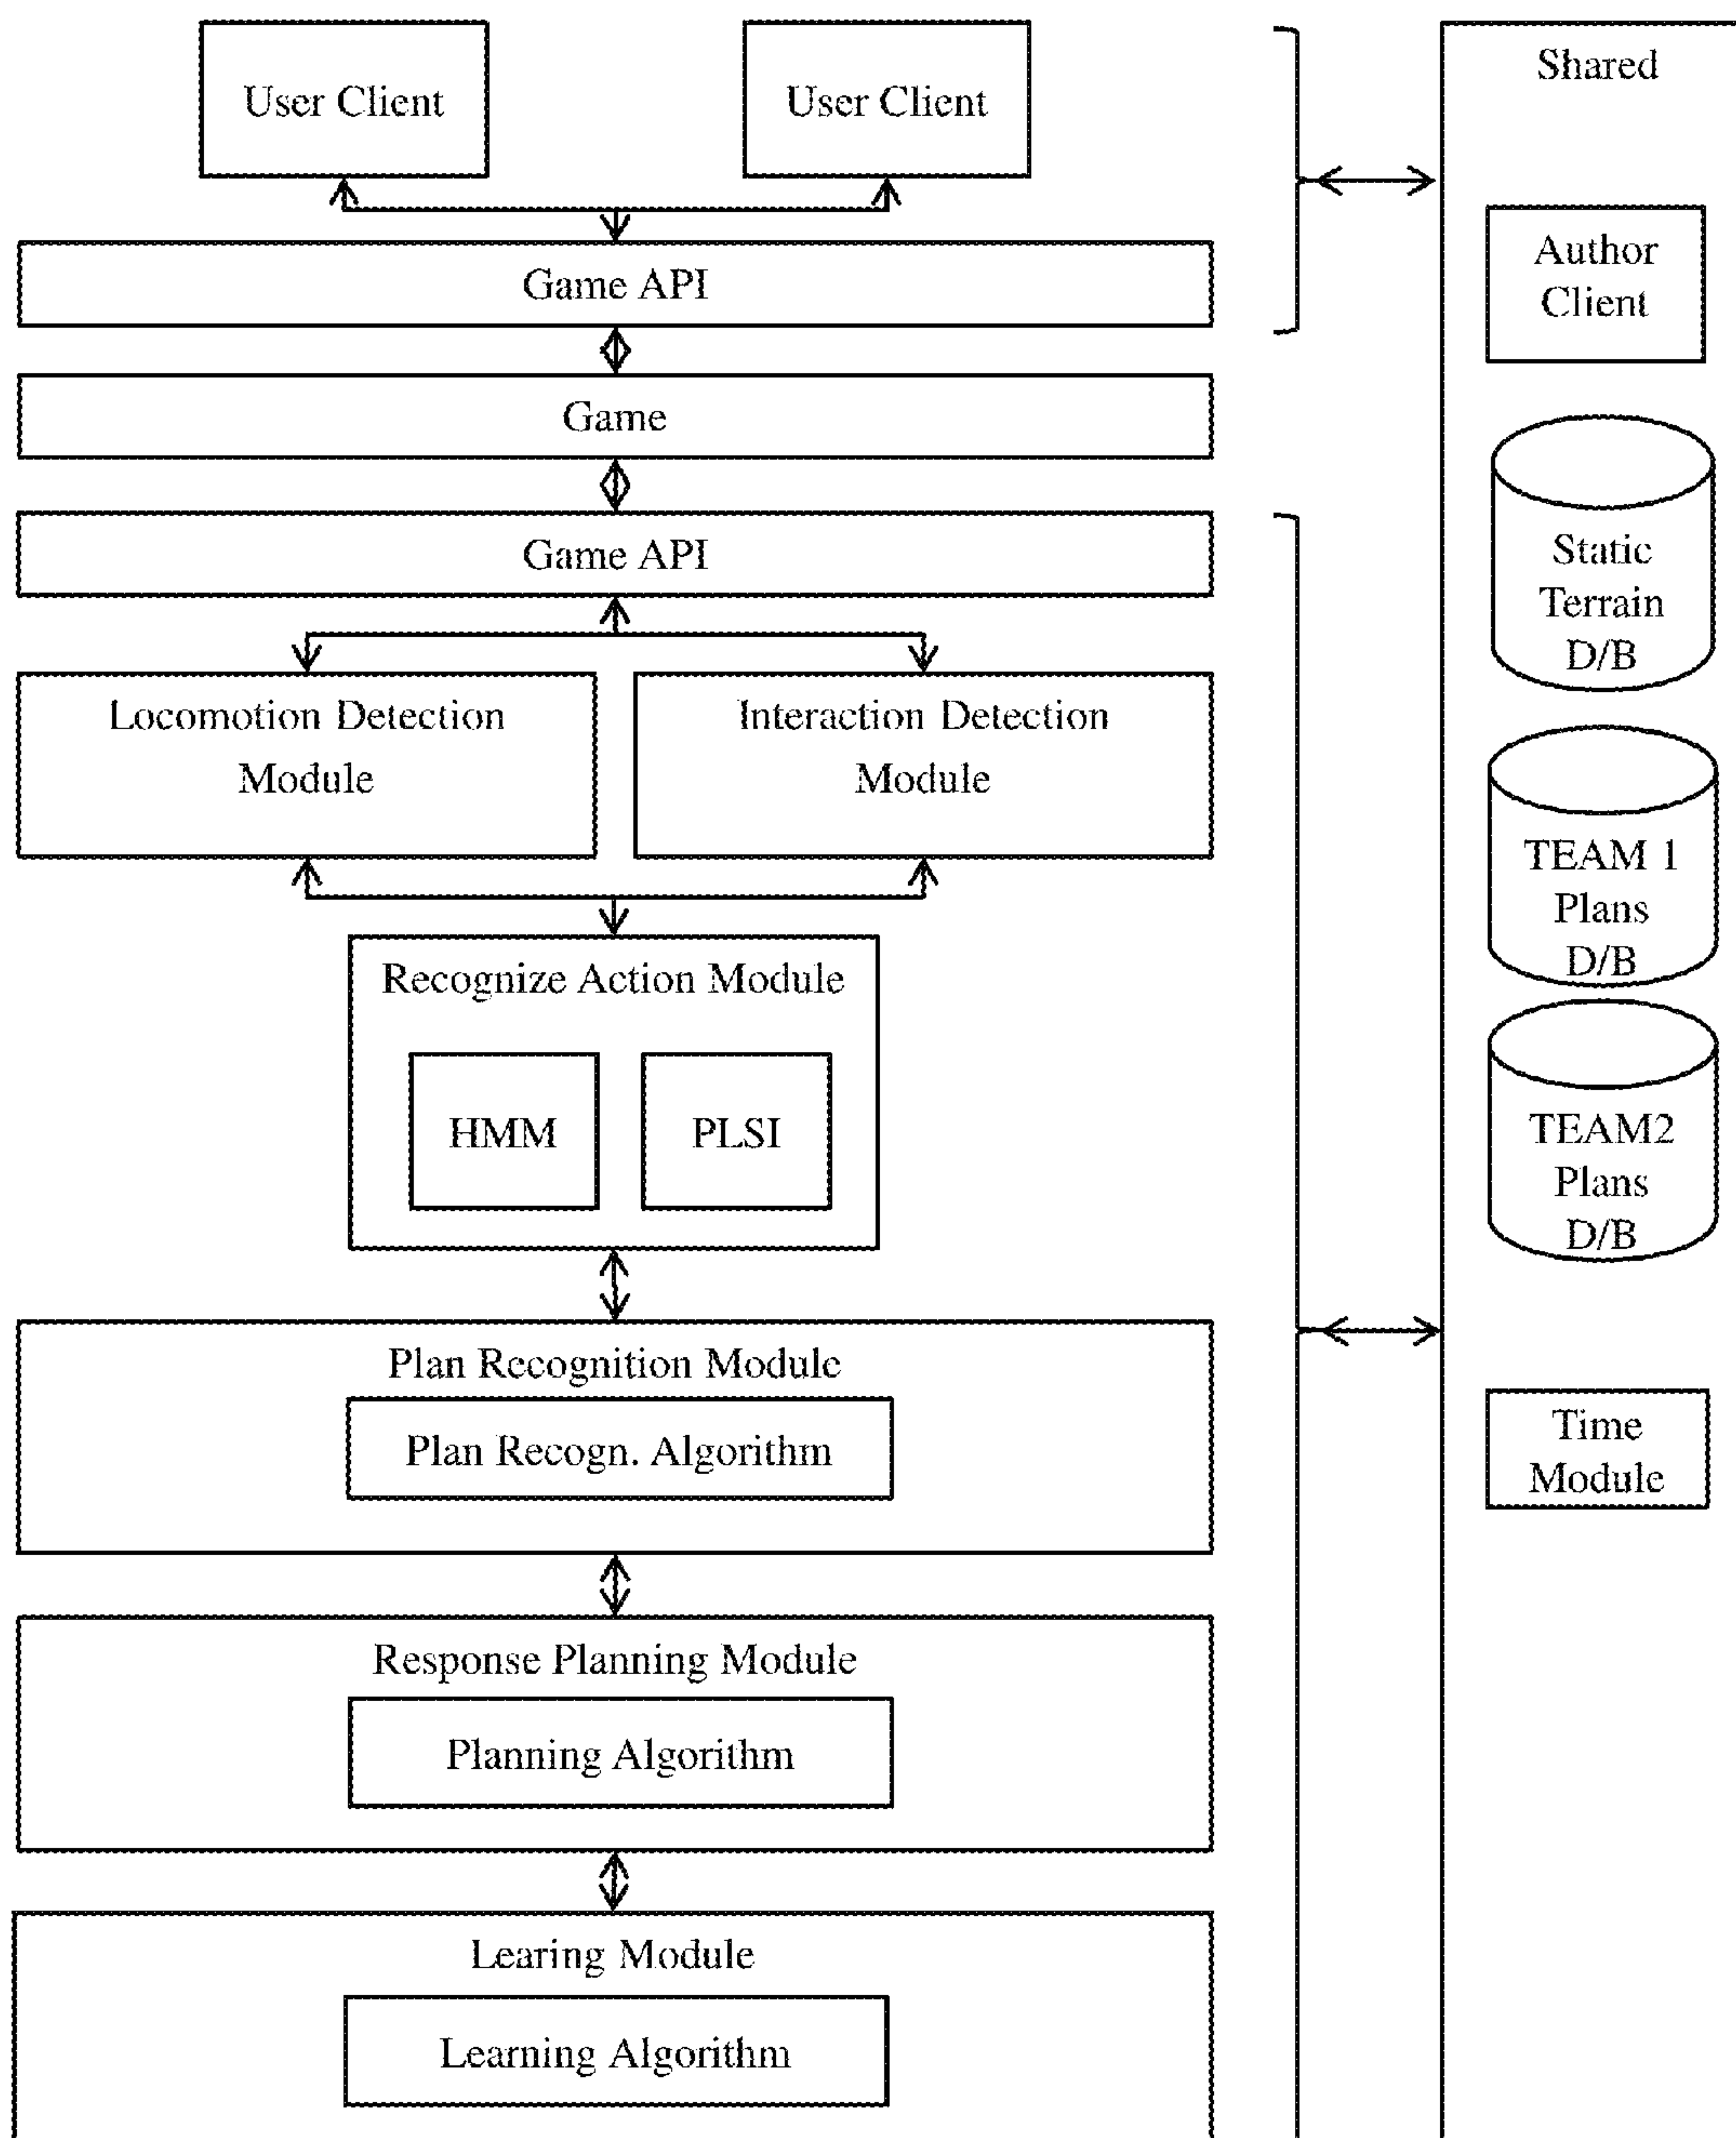 User Client
User Client
Game API
Game
Game API
Locomotion Detection
Module
Interaction Detection
Module
Recognize Action Module
HMM
PLSI
Plan Recognition Module
Plan Recogn. Algorithm
Response Planning Module
Planning Algorithm
Learing Module
Learning Algorithm
Shared
Author
Client
Static
Terrain
D/B
TEAM 1
Plans
D/B
TEAM2
Plans
D/B
Time
Module